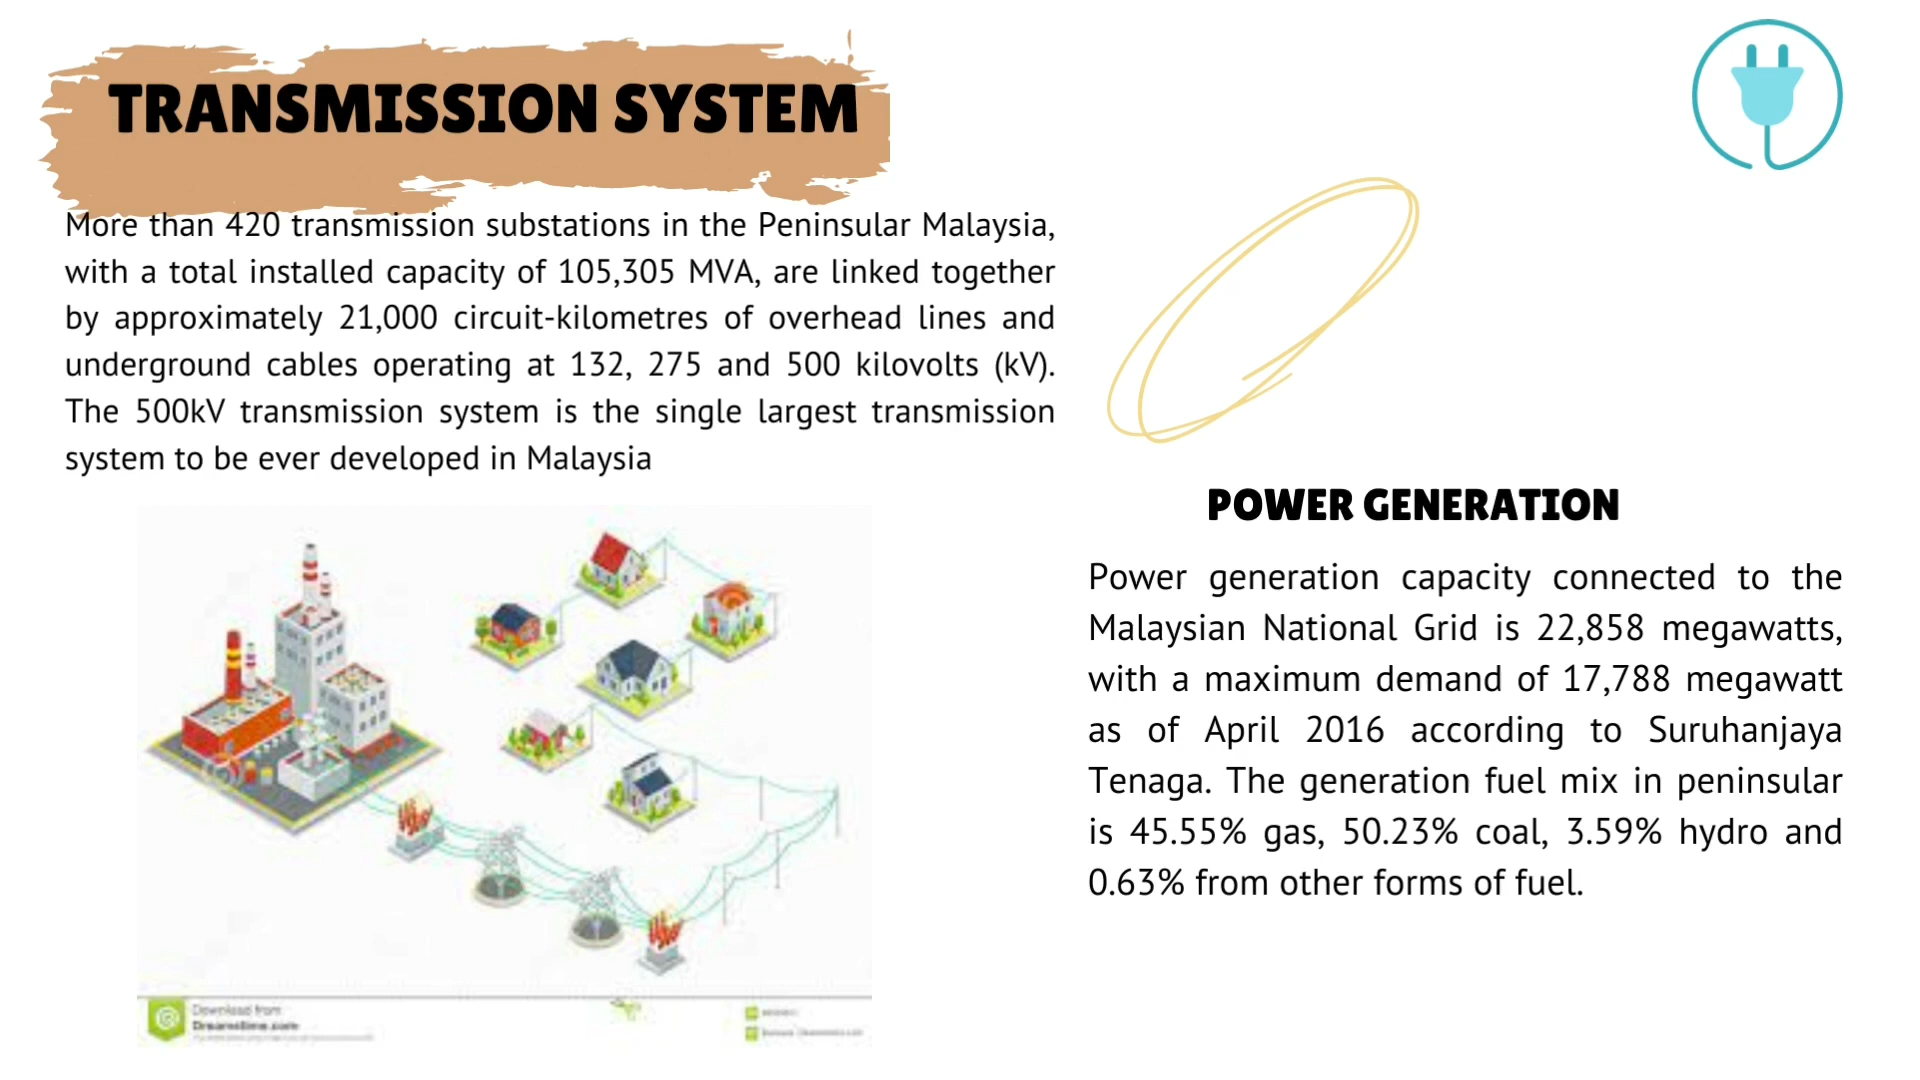 TRANSMISSION SYSTEM
More than 420 transmission substations in the Peninsular Malaysia,
with a total installed capacity of 105,305 MVA, are linked together
by approximately 21,000 circuit-kilometres of overhead lines and
underground cables operating at 132, 275 and 500 kilovolts (kV).
The 500kV transmission system is the single largest transmission
system to be ever developed in Malaysia
POWER GENERATION
Power generation capacity connected to the
Malaysian National Grid is 22,858 megawatts,
with a maximum demand of 17,788 megawatt
as of April 2016 according to Suruhanjaya
Tenaga. The generation fuel mix in peninsular
is 45.55% gas, 50.23% coal, 3.59% hydro and
0.63% from other forms of fuel.
Download from
Dreamstime.com